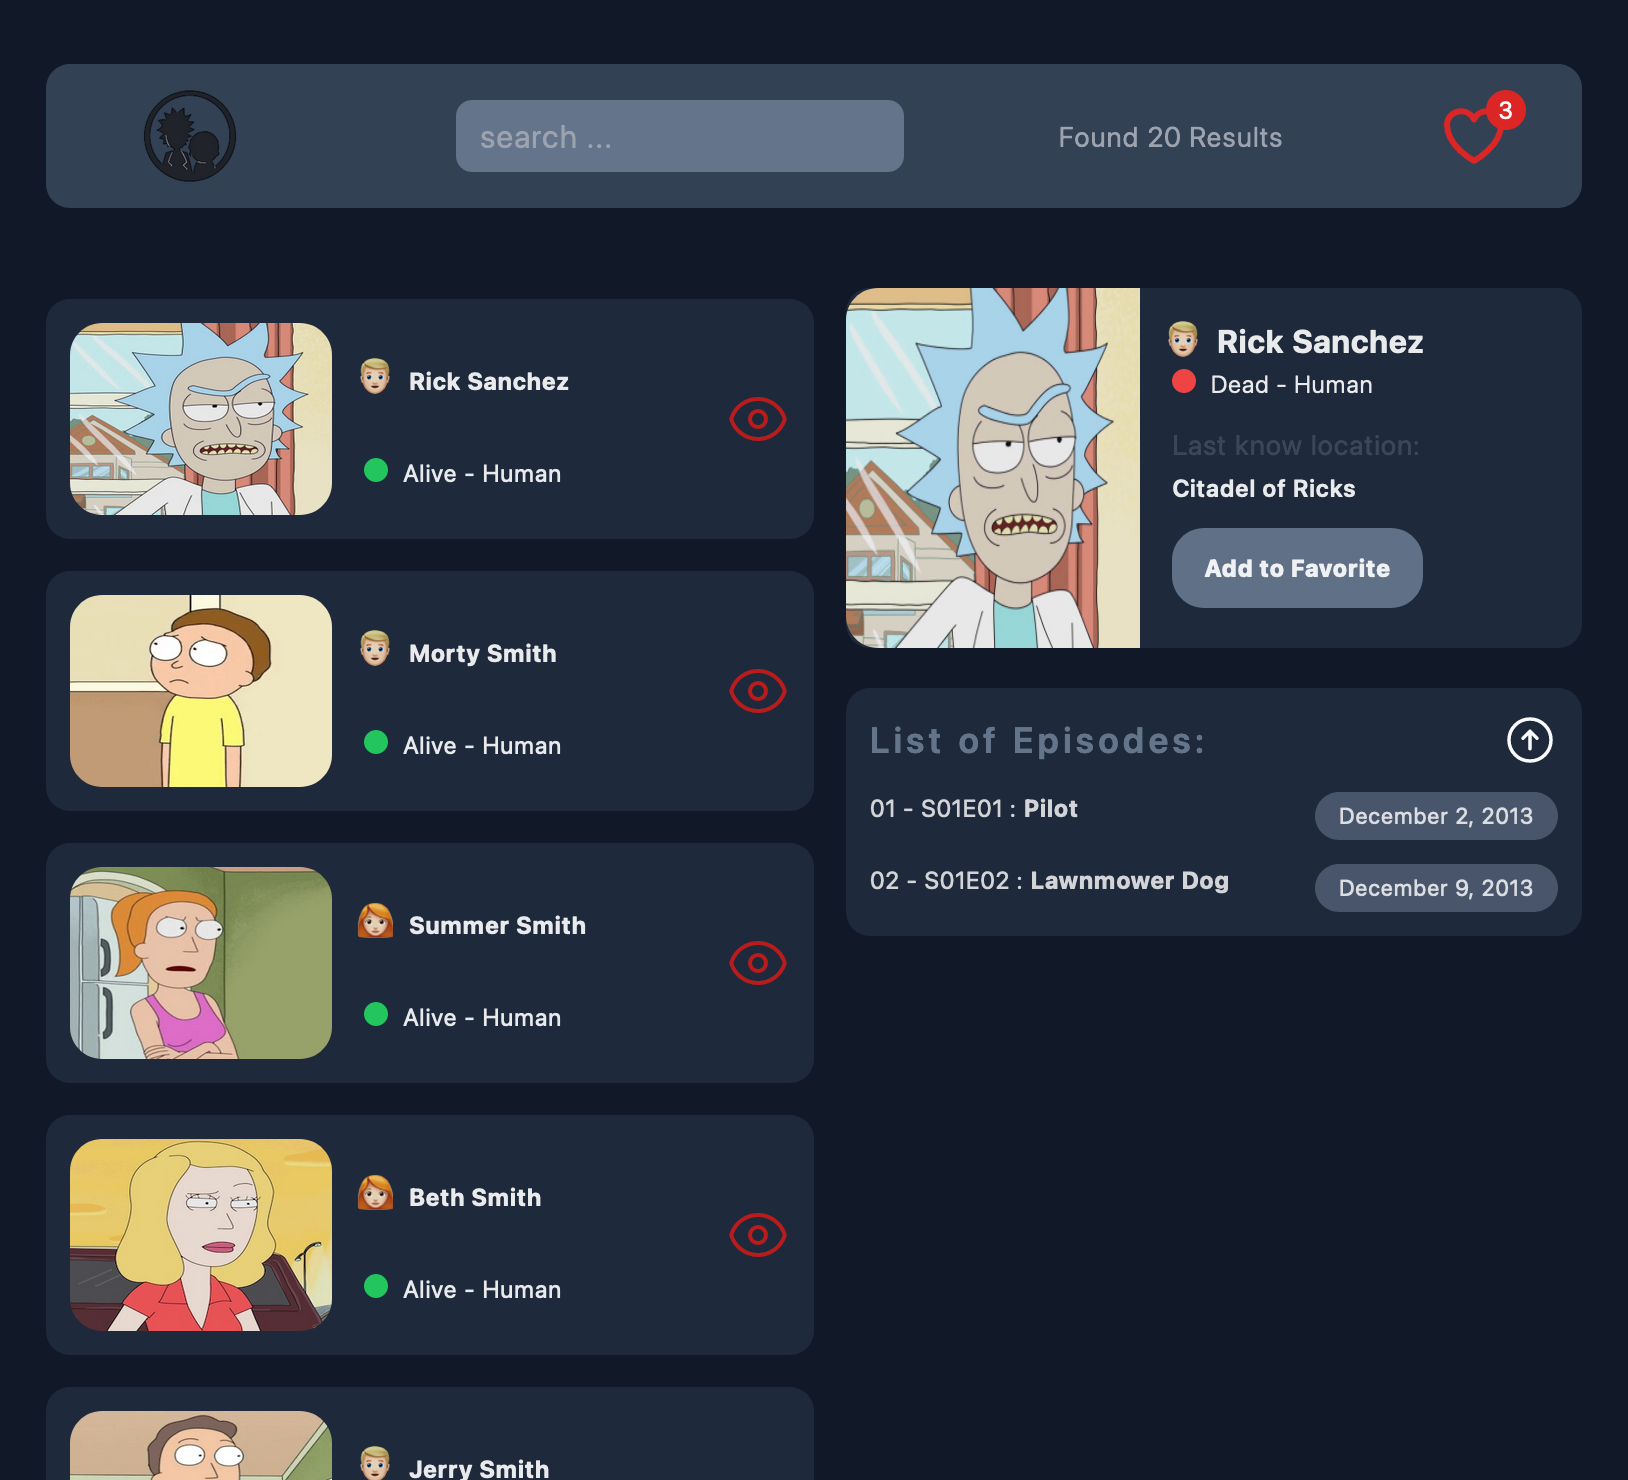 search ...
Found 20 Results
3
Rick Sanchez
Alive - Human
Morty Smith
Alive - Human
Summer Smith
Alive - Human
Beth Smith
Alive - Human
Jerry Smith
Rick Sanchez
Dead - Human
Last know location:
Citadel of Ricks
Add to Favorite
List of Episodes:
01 - S01E01 : Pilot
December 2, 2013
02 - S01E02 : Lawnmower Dog
December 9, 2013